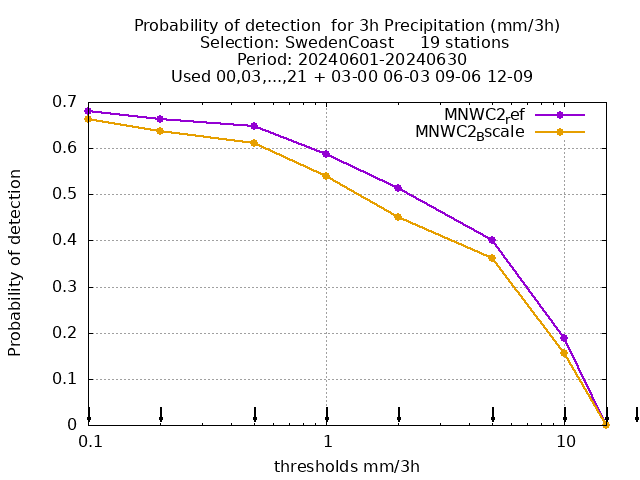 Probability of detection  for 3h Precipitation (mm/3h)
Selection: SwedenCoast     19 stations
Period: 20240601-20240630
Used 00,03,...,21 + 03-00 06-03 09-06 12-09
MNWC2ref
MNWC2Bscale
0.7
0.6
0.5
0.4
0.3
0.2
0.1
0
Probability of detection
0.1 1 10
thresholds mm/3h